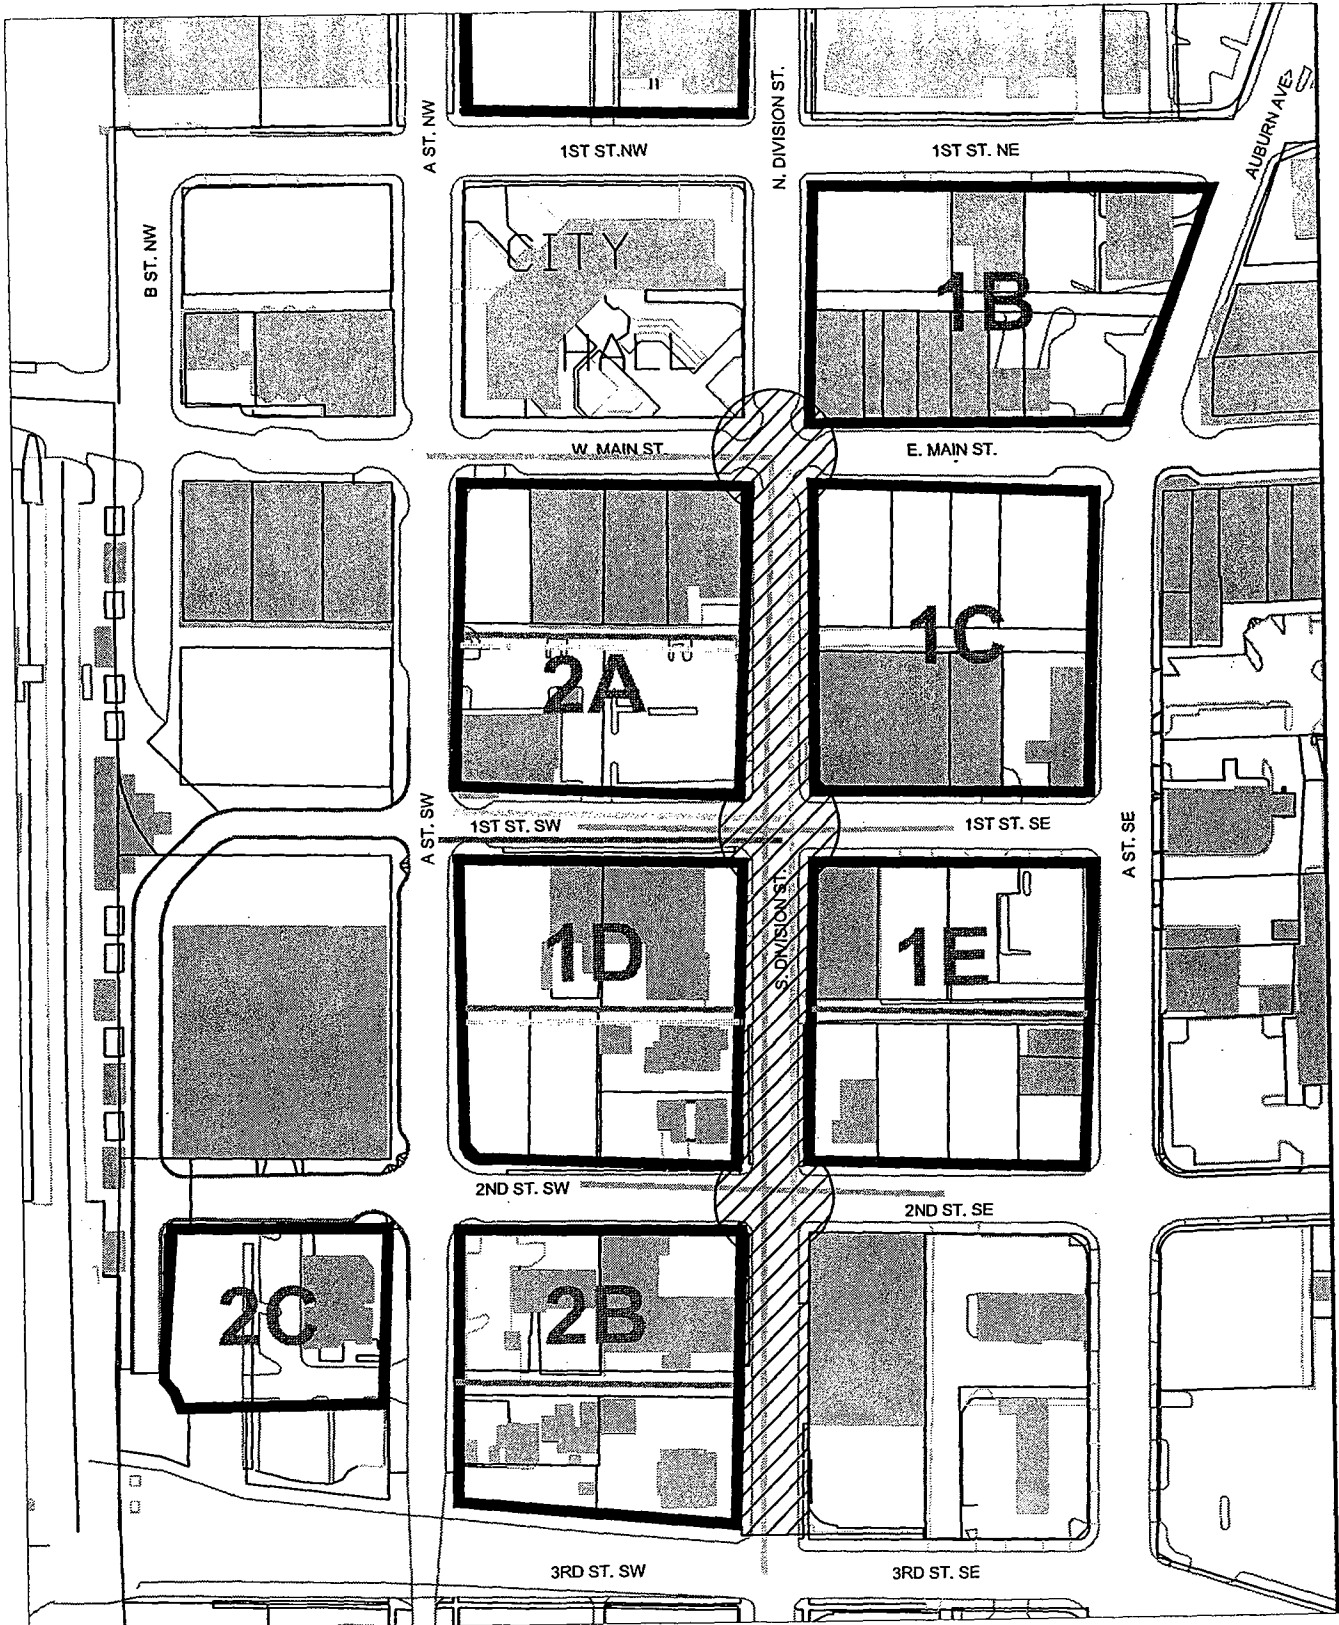 A ST. NW
1ST ST.NW
N. DIVISION ST.
1ST ST. NE
AUBURN AVE
B ST. NW
CITY
HALL
1B
W. MAIN ST.
E. MAIN ST.
2A
1C
A ST. SW
1ST ST. SW
1ST ST. SE
A ST. SE
S. DIVISION ST.
1D
1E
2ND ST. SW
2ND ST. SE
2C
2B
3RD ST. SW
3RD ST. SE